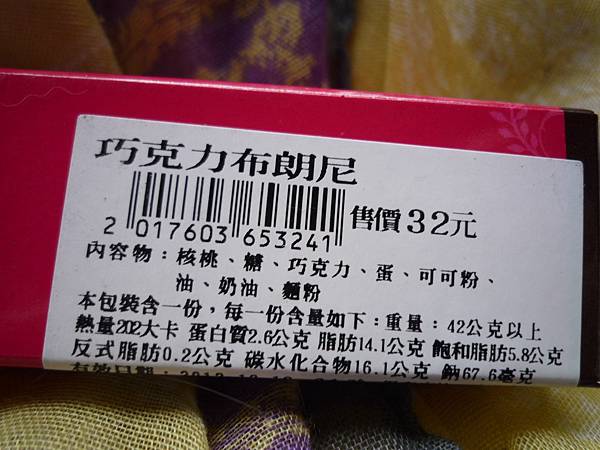 巧克力布朗尼
售價32元
2 017603 653241
內容物：核桃、糖、巧克力、蛋、可可粉、
油、奶油、麵粉
本包裝含一份，每一份含量如下：重量：42公克以上
熱量202大卡 蛋白質2.6公克 脂肪14.1公克 飽和脂肪5.8公克
反式脂肪0.2公克 碳水化合物16.1公克 鈉67.6毫克
有效日期：